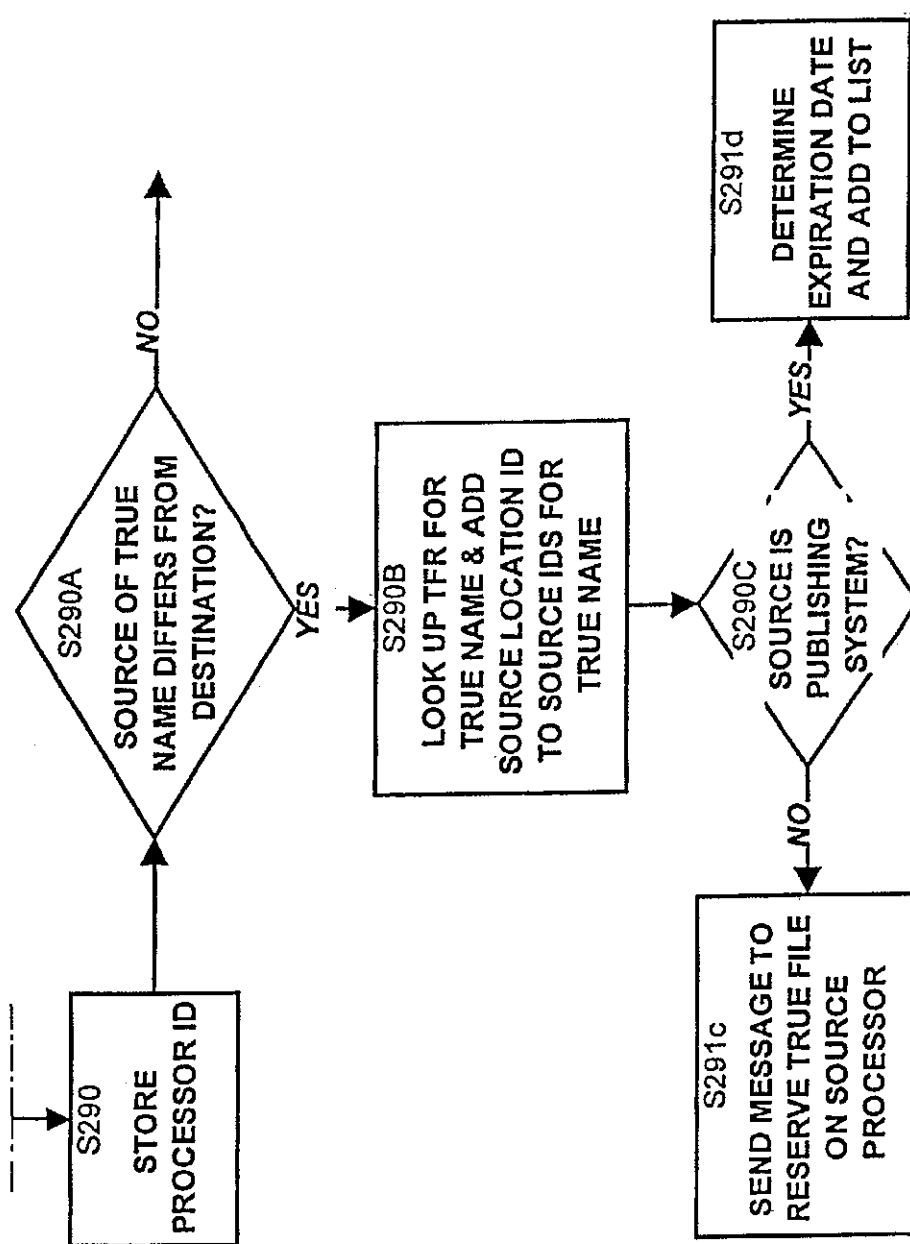 S290
STORE
PROCESSOR ID
S290A
SOURCE OF TRUE
NAME DIFFERS FROM
DESTINATION?
NO
YES
S290B
LOOK UP TFR FOR
TRUE NAME & ADD
SOURCE LOCATION ID
TO SOURCE IDS FOR
TRUE NAME
S290C
SOURCE IS
PUBLISHING
SYSTEM?
NO
YES
S291c
SEND MESSAGE TO
RESERVE TRUE FILE
ON SOURCE
PROCESSOR
S291d
DETERMINE
EXPIRATION DATE
AND ADD TO LIST